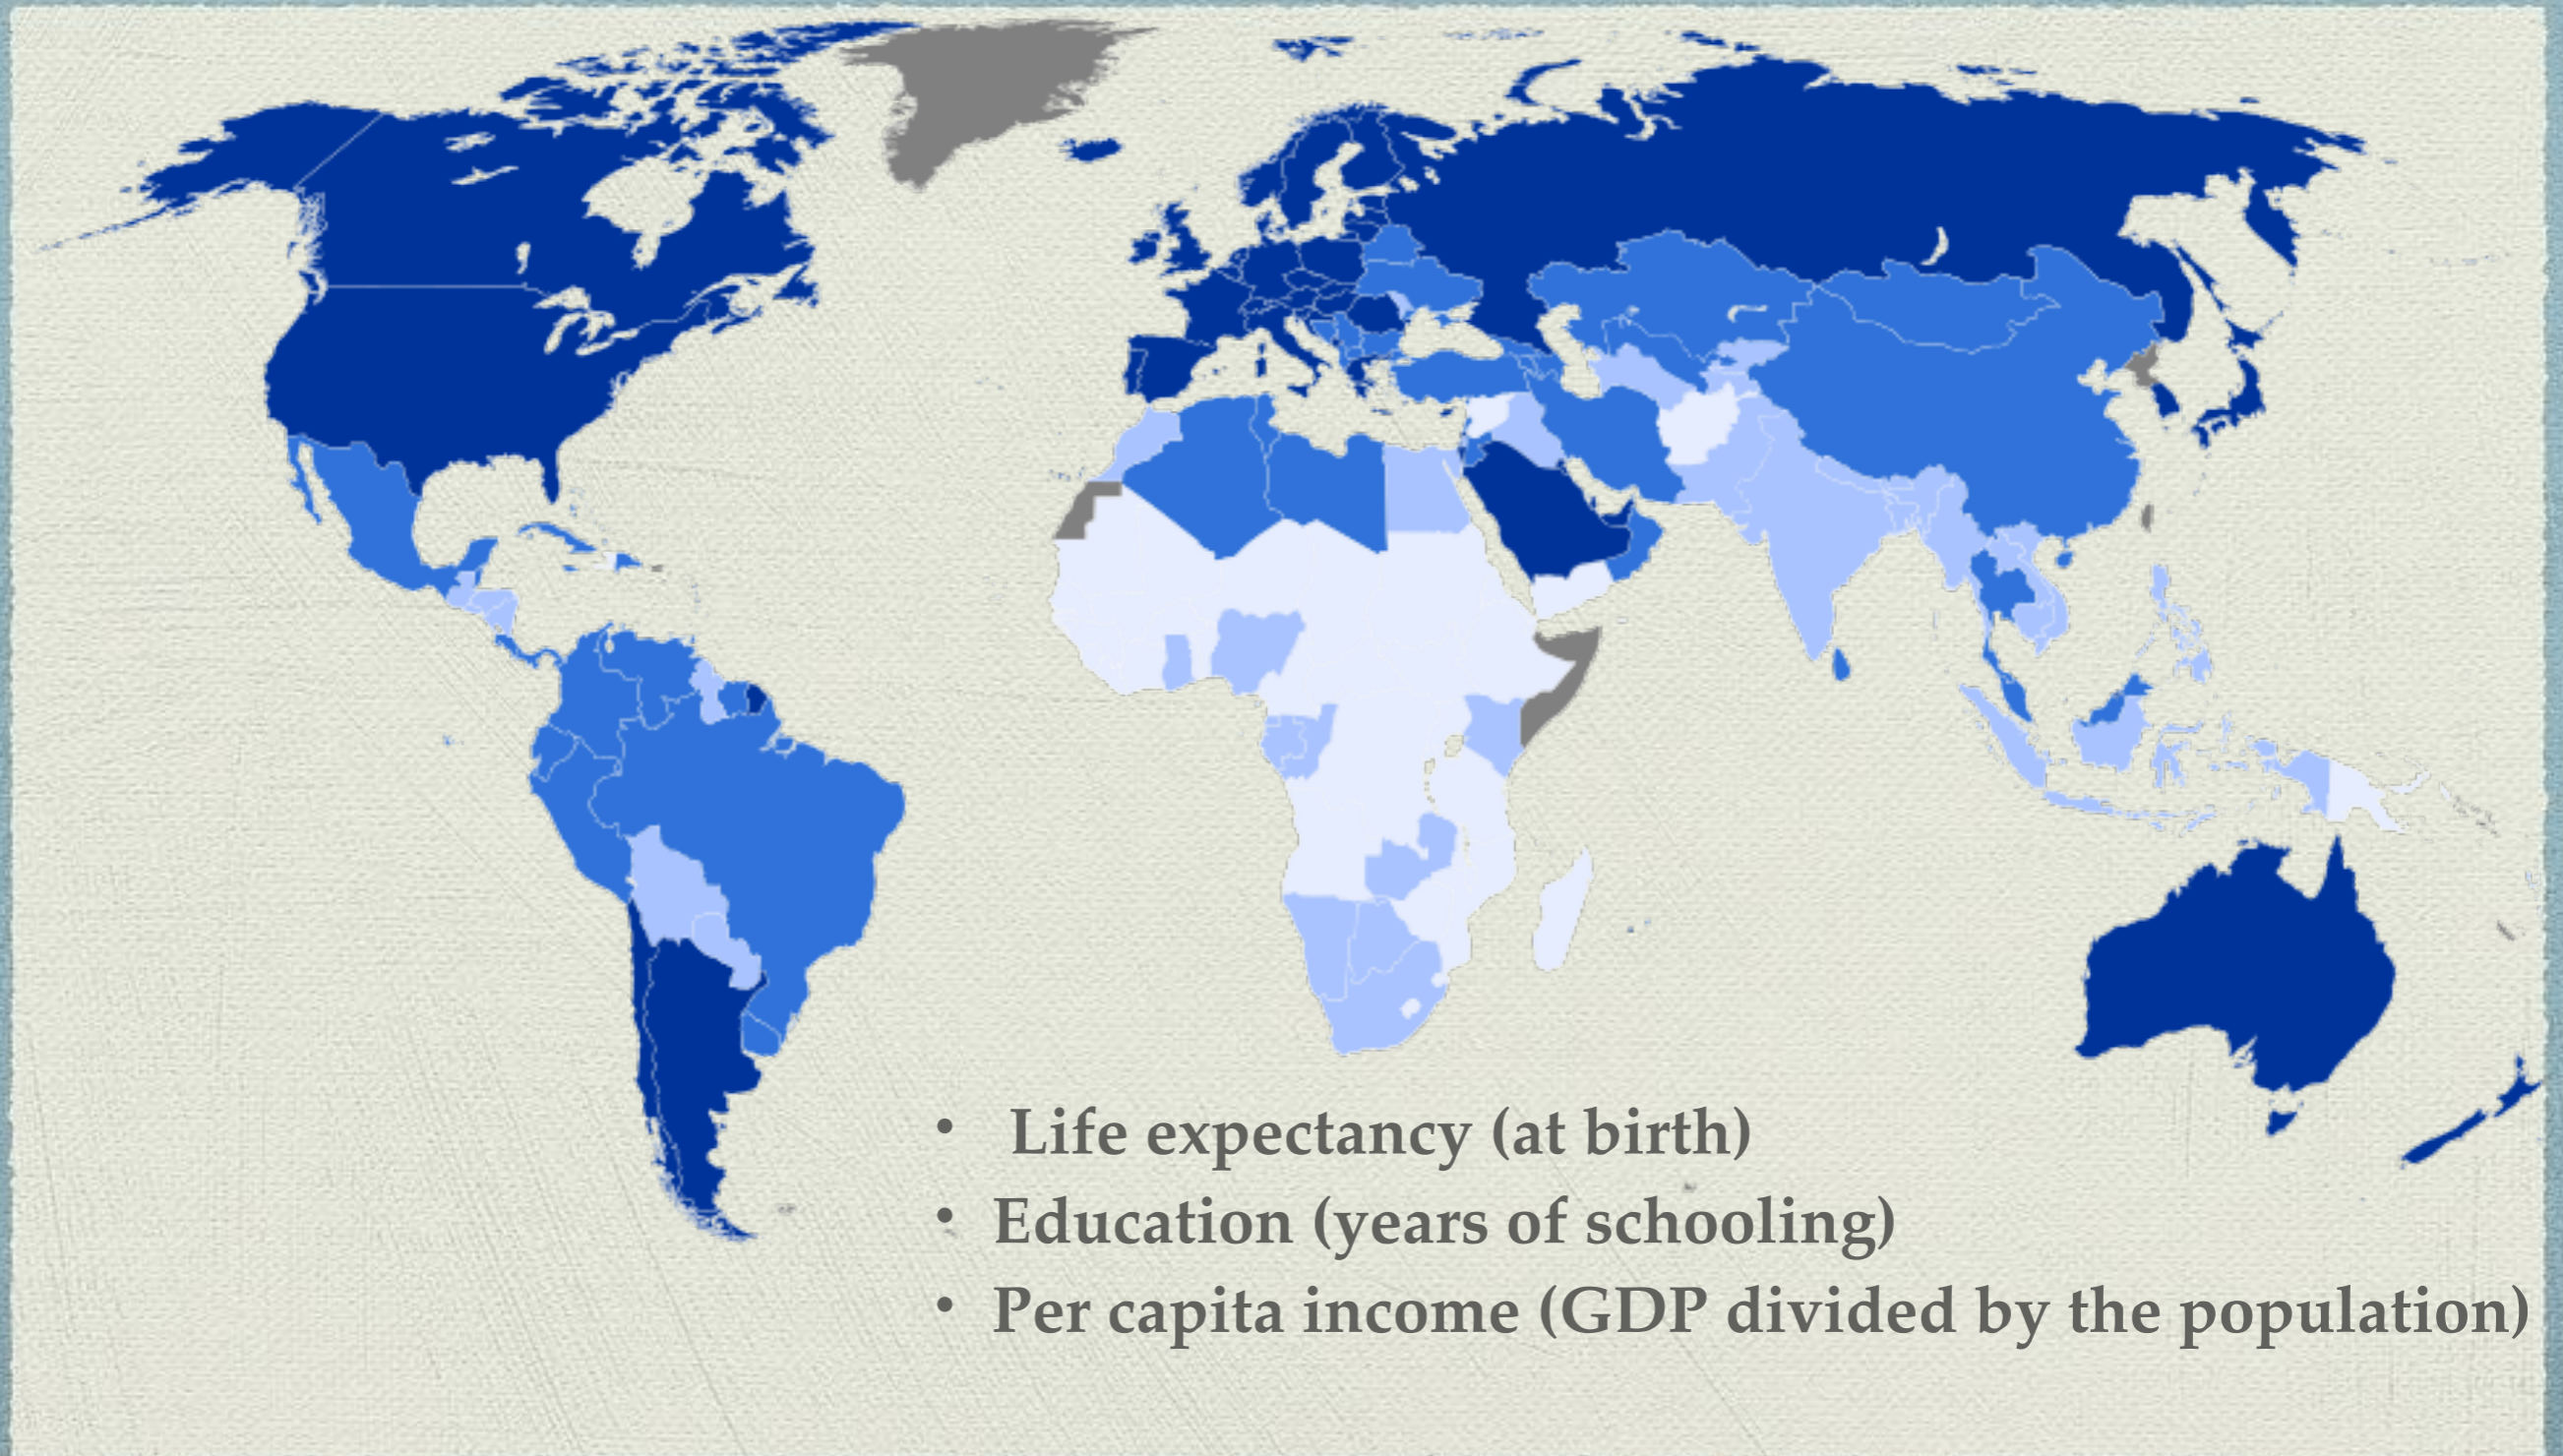 • Life expectancy (at birth)
• Education (years of schooling)
• Per capita income (GDP divided by the population)